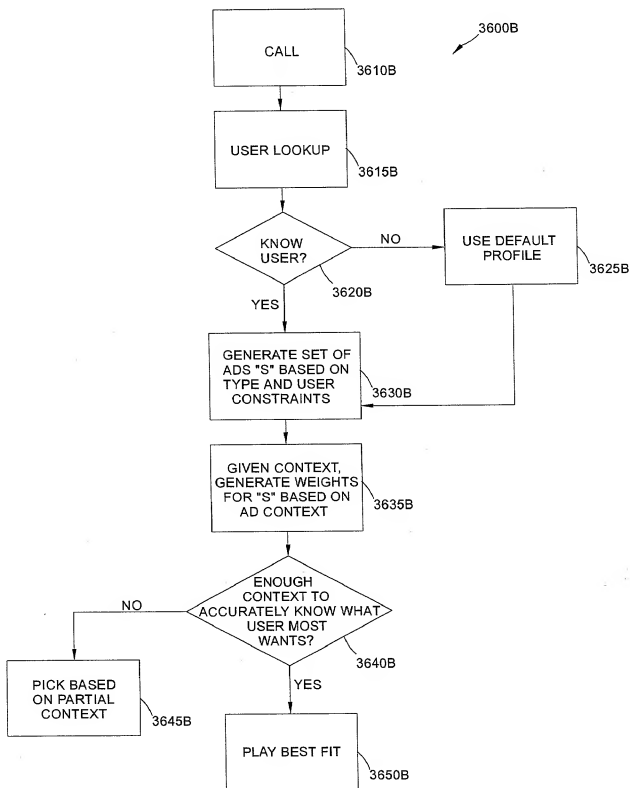 3600B
CALL
3610B
USER LOOKUP
3615B
KNOW
USER?
3620B
NO
USE DEFAULT
PROFILE
3625B
YES
GENERATE SET OF
ADS "S" BASED ON
TYPE AND USER
CONSTRAINTS
3630B
GIVEN CONTEXT,
GENERATE WEIGHTS
FOR "S" BASED ON
AD CONTEXT
3635B
ENOUGH
CONTEXT TO
ACCURATELY KNOW WHAT
USER MOST
WANTS?
3640B
NO
PICK BASED
ON PARTIAL
CONTEXT
3645B
YES
PLAY BEST FIT
3650B